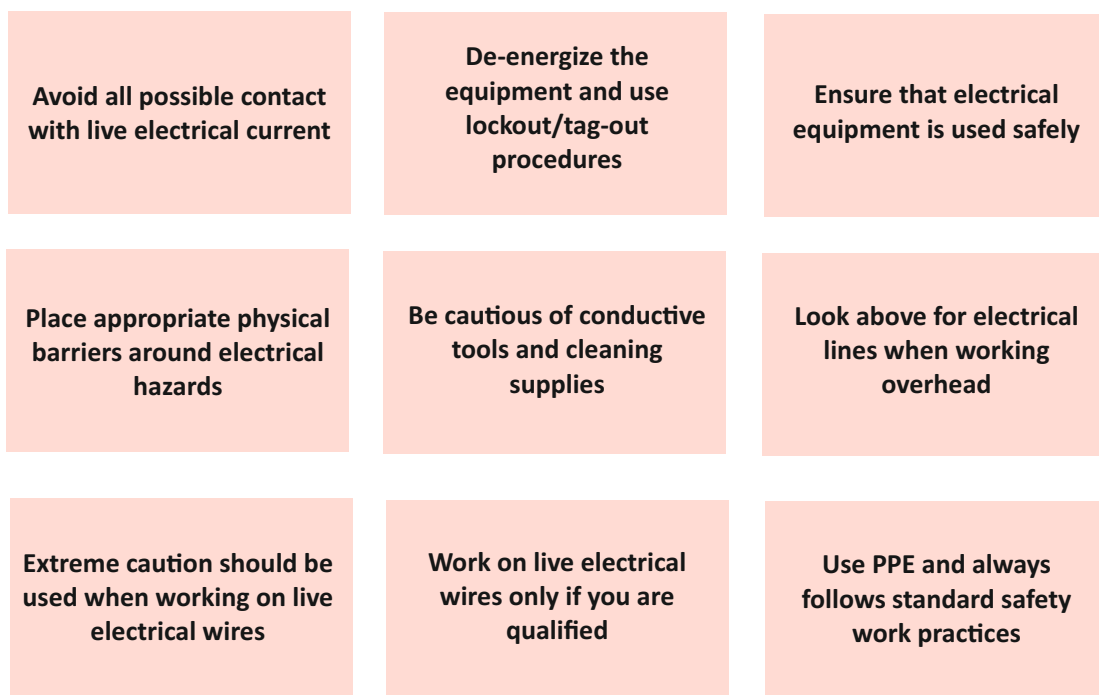 Avoid all possible contact
with live electrical current
De-energize the
equipment and use
lockout/tag-out
procedures
Ensure that electrical
equipment is used safely
Place appropriate physical
barriers around electrical
hazards
Be cautious of conductive
tools and cleaning
supplies
Look above for electrical
lines when working
overhead
Extreme caution should be
used when working on live
electrical wires
Work on live electrical
wires only if you are
qualified
Use PPE and always
follows standard safety
work practices